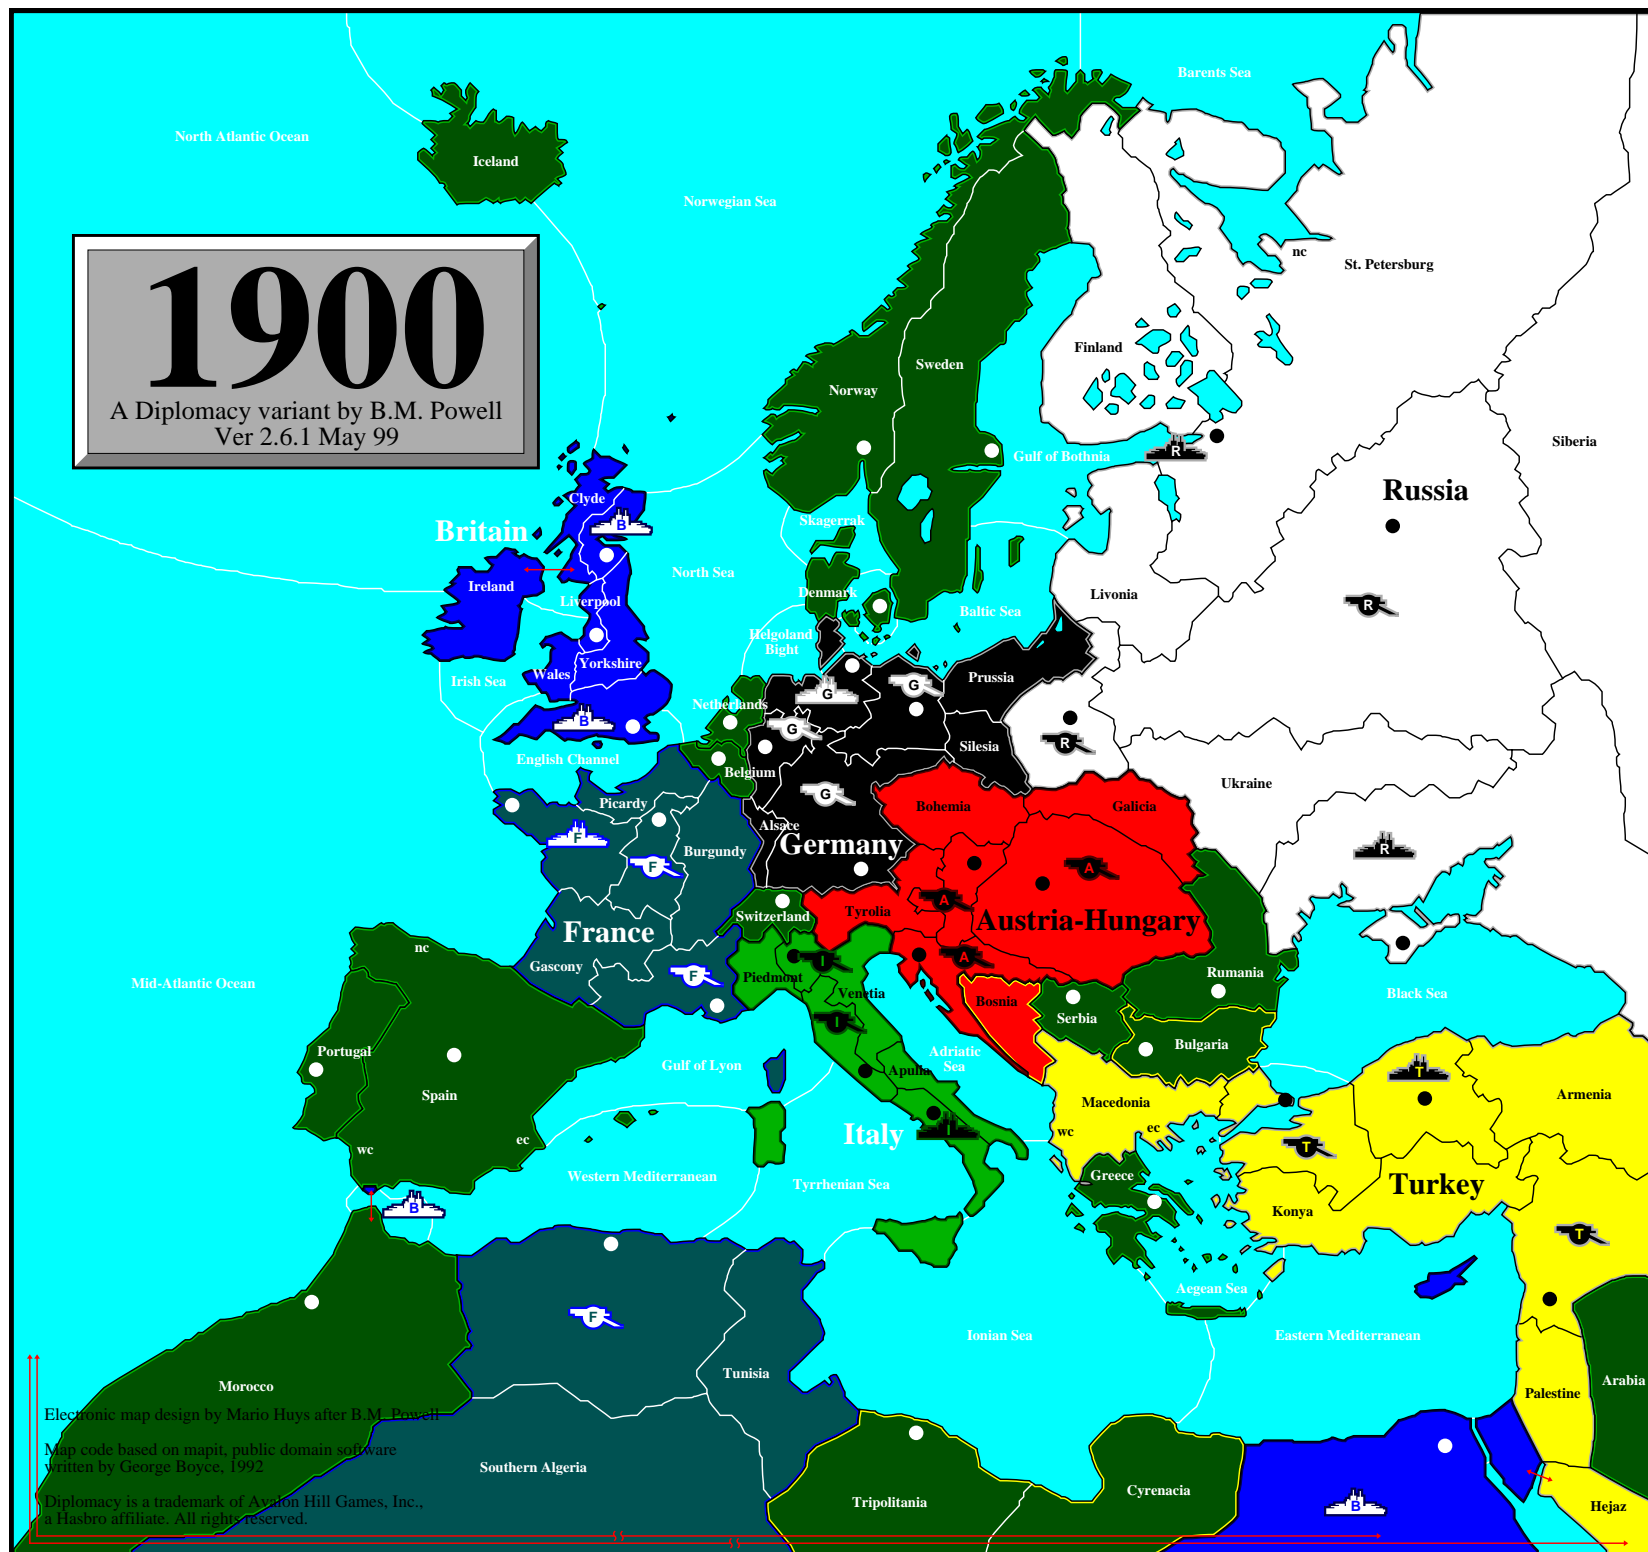 Barents Sea
North Atlantic Ocean
Iceland
Norwegian Sea
nc
St. Petersburg
1900
A Diplomacy variant by B.M. Powell
Ver 2.6.1 May 99
Finland
Sweden
Norway
Siberia
Gulf of Bothnia
R
Russia
Clyde
B
Britain
Skagerrak
North Sea
Ireland
Liverpool
Denmark
Livonia
Baltic Sea
R
Helgoland
Bight
Yorkshire
Wales
Irish Sea
Prussia
G
G
Netherlands
B
G
R
Silesia
English Channel
Belgium
Ukraine
G
Picardy
Bohemia
Galicia
Alsace
F
Germany
Burgundy
R
F
A
A
Switzerland
Tyrolia
Austria-Hungary
France
nc
A
I
Gascony
F
Piedmont
Rumania
Mid-Atlantic Ocean
Venetia
Bosnia
Black Sea
Serbia
I
Bulgaria
Portugal
Adriatic
Sea
Gulf of Lyon
Apulia
T
Spain
Armenia
Macedonia
I
Italy
wc
ec
ec
T
wc
Western Mediterranean
Greece
Tyrrhenian Sea
Turkey
B
Konya
T
Aegean Sea
F
Ionian Sea
Eastern Mediterranean
Tunisia
Arabia
Morocco
Palestine
Electronic map design by Mario Huys after B.M. Powell
Map code based on mapit, public domain software
written by George Boyce, 1992
Southern Algeria
Cyrenacia
Diplomacy is a trademark of Avalon Hill Games, Inc.,
a Hasbro affiliate. All rights reserved.
Tripolitania
B
Hejaz